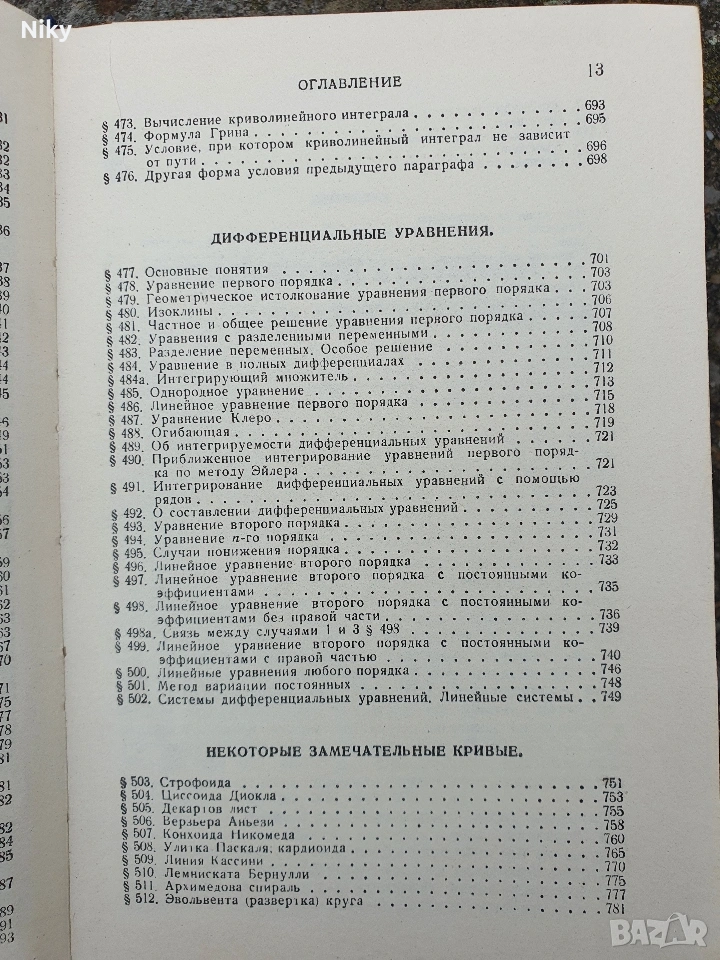 Niky
ОГЛАВЛЕНИЕ 13
§ 473. Вычисление криволинейного интеграла 693
§ 474. Формула Грина 695
§ 475. Условие, при котором криволинейный интеграл не зависит
от пути 696
§ 476. Другая форма условия предыдущего параграфа 698
ДИФФЕРЕНЦИАЛЬНЫЕ УРАВНЕНИЯ.
§ 477. Основные понятия 701
§ 478. Уравнение первого порядка 703
§ 479. Геометрическое истолкование уравнения первого порядка 703
§ 480. Изоклины 706
§ 481. Частное и общее решение уравнения первого порядка 707
§ 482. Уравнения с разделенными переменными 708
§ 483. Разделение переменных. Особое решение 710
§ 484. Уравнение в полных дифференциалах 711
§ 484а. Интегрирующий множитель 712
§ 485. Однородное уравнение 713
§ 486. Линейное уравнение первого порядка 715
§ 487. Уравнение Клеро 718
§ 488. Огибающая 719
§ 489. Об интегрируемости дифференциальных уравнений 721
§ 490. Приближенное интегрирование уравнений первого поряд-
ка по методу Эйлера 721
§ 491. Интегрирование дифференциальных уравнений с помощью
рядов 723
§ 492. О составлении дифференциальных уравнений 725
§ 493. Уравнение второго порядка 729
§ 494. Уравнение n-го порядка 731
§ 495. Случаи понижения порядка 732
§ 496. Линейное уравнение второго порядка 733
§ 497. Линейное уравнение второго порядка с постоянными ко-
эффициентами 735
§ 498. Линейное уравнение второго порядка с постоянными ко-
эффициентами без правой части 736
§ 498а. Связь между случаями 1 и 3 § 498 739
§ 499. Линейное уравнение второго порядка с постоянными ко-
эффициентами с правой частью 740
§ 500. Линейные уравнения любого порядка 746
§ 501. Метод вариации постоянных 748
§ 502. Системы дифференциальных уравнений. Линейные системы 749
НЕКОТОРЫЕ ЗАМЕЧАТЕЛЬНЫЕ КРИВЫЕ.
§ 503. Строфоида 751
§ 504. Циссоида Диокла 753
§ 505. Декартов лист 755
§ 506. Верзьера Аньези 758
§ 507. Конхоида Никомеда 760
§ 508. Улитка Паскаля; кардиоида 765
§ 509. Линия Кассини 770
§ 510. Лемниската Бернулли 775
§ 511. Архимедова спираль 777
§ 512. Эвольвента (развертка) круга 781
BAZAR